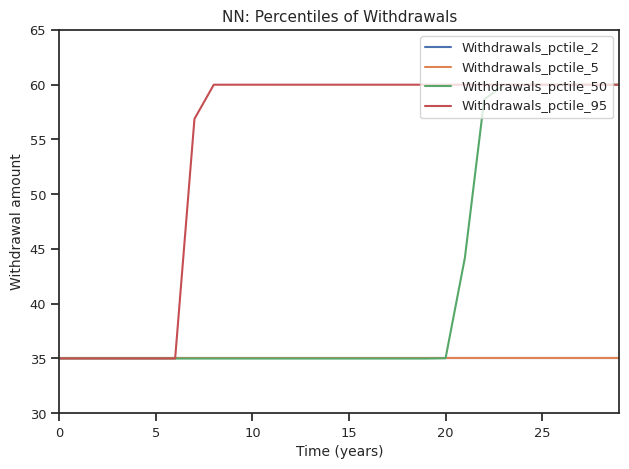 NN: Percentiles of Withdrawals
65
60
55
50
45
40
35
30
Withdrawal amount
Withdrawals_pctile_2
Withdrawals_pctile_5
Withdrawals_pctile_50
Withdrawals_pctile_95
0 5 10 15 20 25
Time (years)